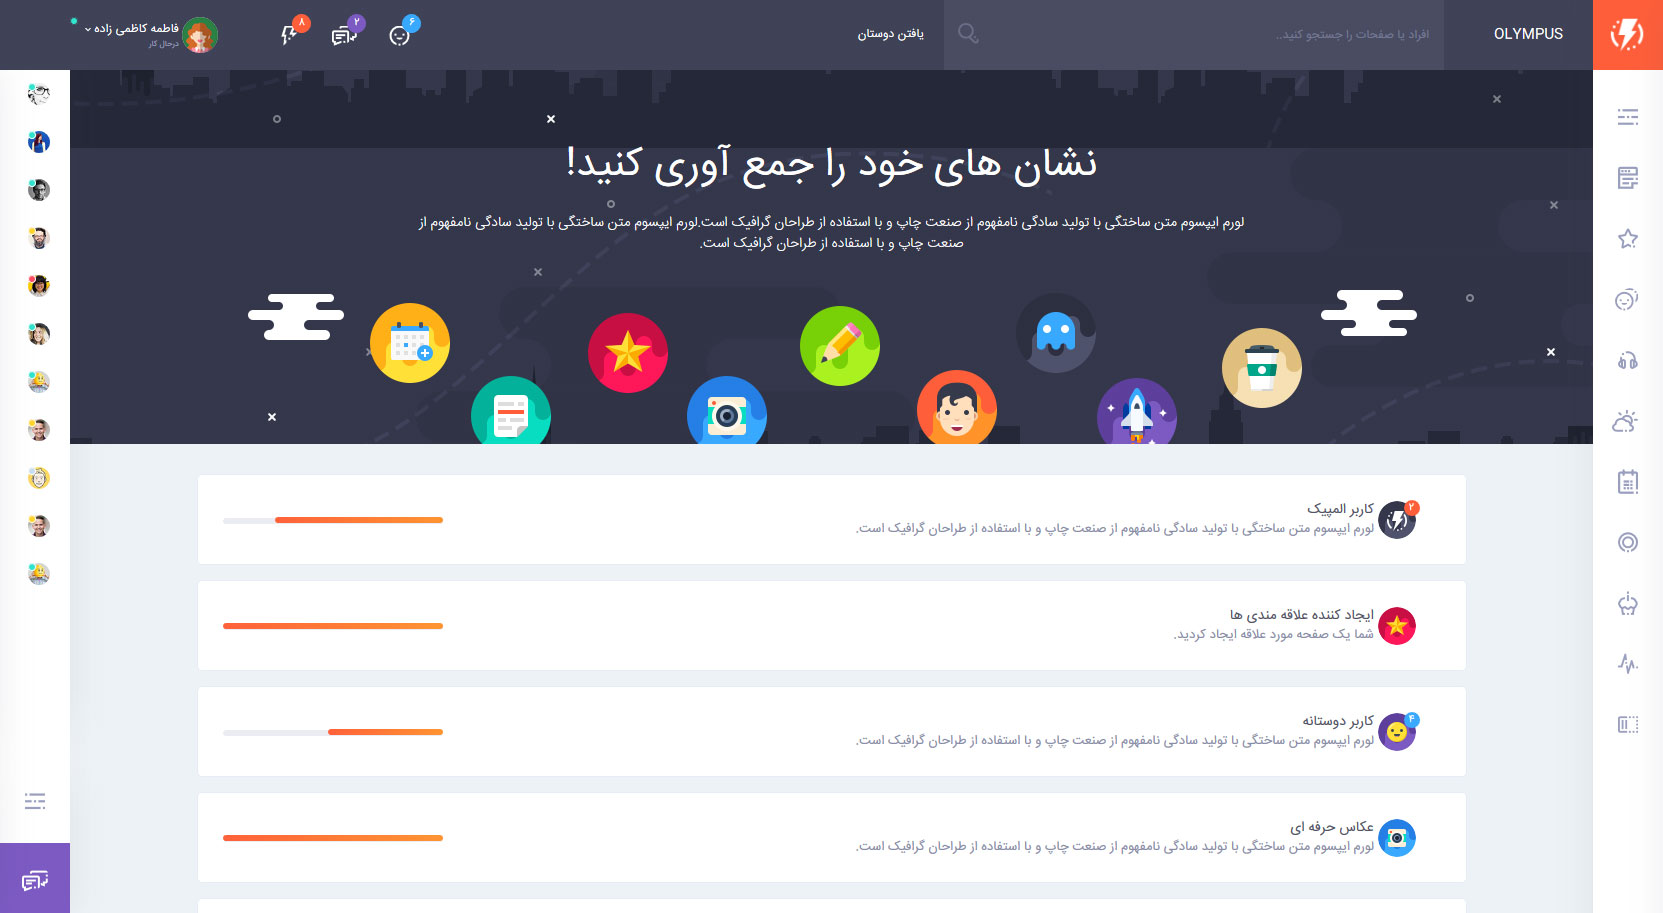 OLYMPUS
افراد یا صفحات را جستجو کنید..
یافتن دوستان
۶
۲
۸
فاطمه کاظمی زاده
درحال کار
نشان های خود را جمع آوری کنید!
لورم ایپسوم متن ساختگی با تولید سادگی نامفهوم از صنعت چاپ و با استفاده از طراحان گرافیک است.لورم ایپسوم متن ساختگی با تولید سادگی نامفهوم از
صنعت چاپ و با استفاده از طراحان گرافیک است.
۲
کاربر المپیک
لورم ایپسوم متن ساختگی با تولید سادگی نامفهوم از صنعت چاپ و با استفاده از طراحان گرافیک است.
ایجاد کننده علاقه مندی ها
شما یک صفحه مورد علاقه ایجاد کردید.
۴
کاربر دوستانه
لورم ایپسوم متن ساختگی با تولید سادگی نامفهوم از صنعت چاپ و با استفاده از طراحان گرافیک است.
عکاس حرفه ای
لورم ایپسوم متن ساختگی با تولید سادگی نامفهوم از صنعت چاپ و با استفاده از طراحان گرافیک است.